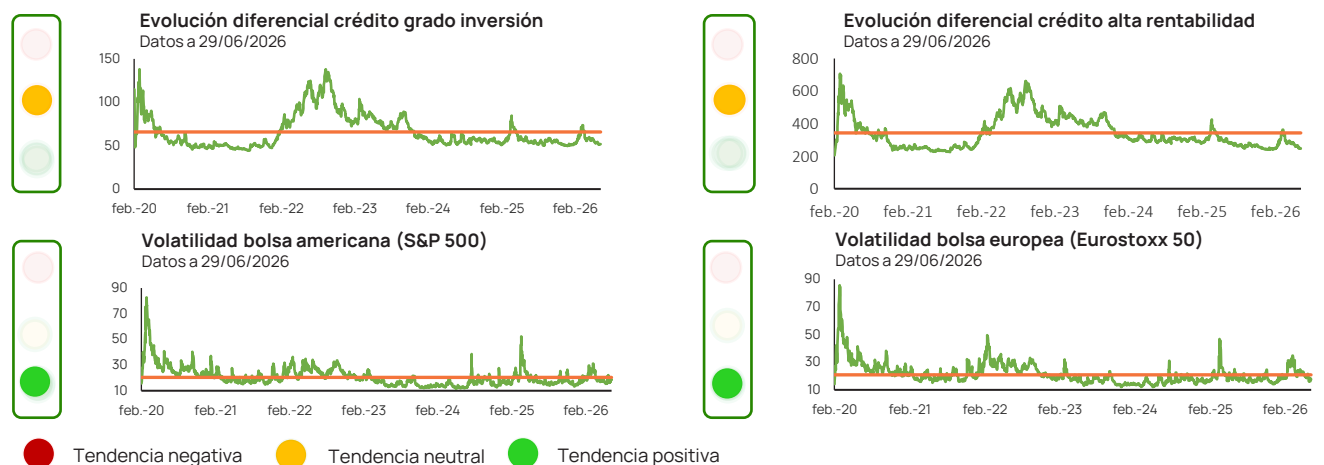 Evolución diferencial crédito grado inversión
Datos a 29/06/2026
150
100
50
0
feb.-20 feb.-21 feb.-22 feb.-23 feb.-24 feb.-25 feb.-26
Evolución diferencial crédito alta rentabilidad
Datos a 29/06/2026
800
600
400
200
0
feb.-20 feb.-21 feb.-22 feb.-23 feb.-24 feb.-25 feb.-26
Volatilidad bolsa americana (S&P 500)
Datos a 29/06/2026
90
70
50
30
10
feb.-20 feb.-21 feb.-22 feb.-23 feb.-24 feb.-25 feb.-26
Volatilidad bolsa europea (Eurostoxx 50)
Datos a 29/06/2026
90
70
50
30
10
feb.-20 feb.-21 feb.-22 feb.-23 feb.-24 feb.-25 feb.-26
Tendencia negativa Tendencia neutral Tendencia positiva